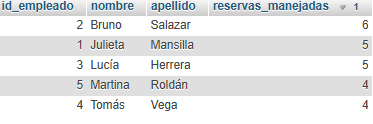 id_empleado nombre apellido reservas_manejadas 1
2 Bruno Salazar 6
1 Julieta Mansilla 5
3 Lucía Herrera 5
5 Martina Roldán 4
4 Tomás Vega 4